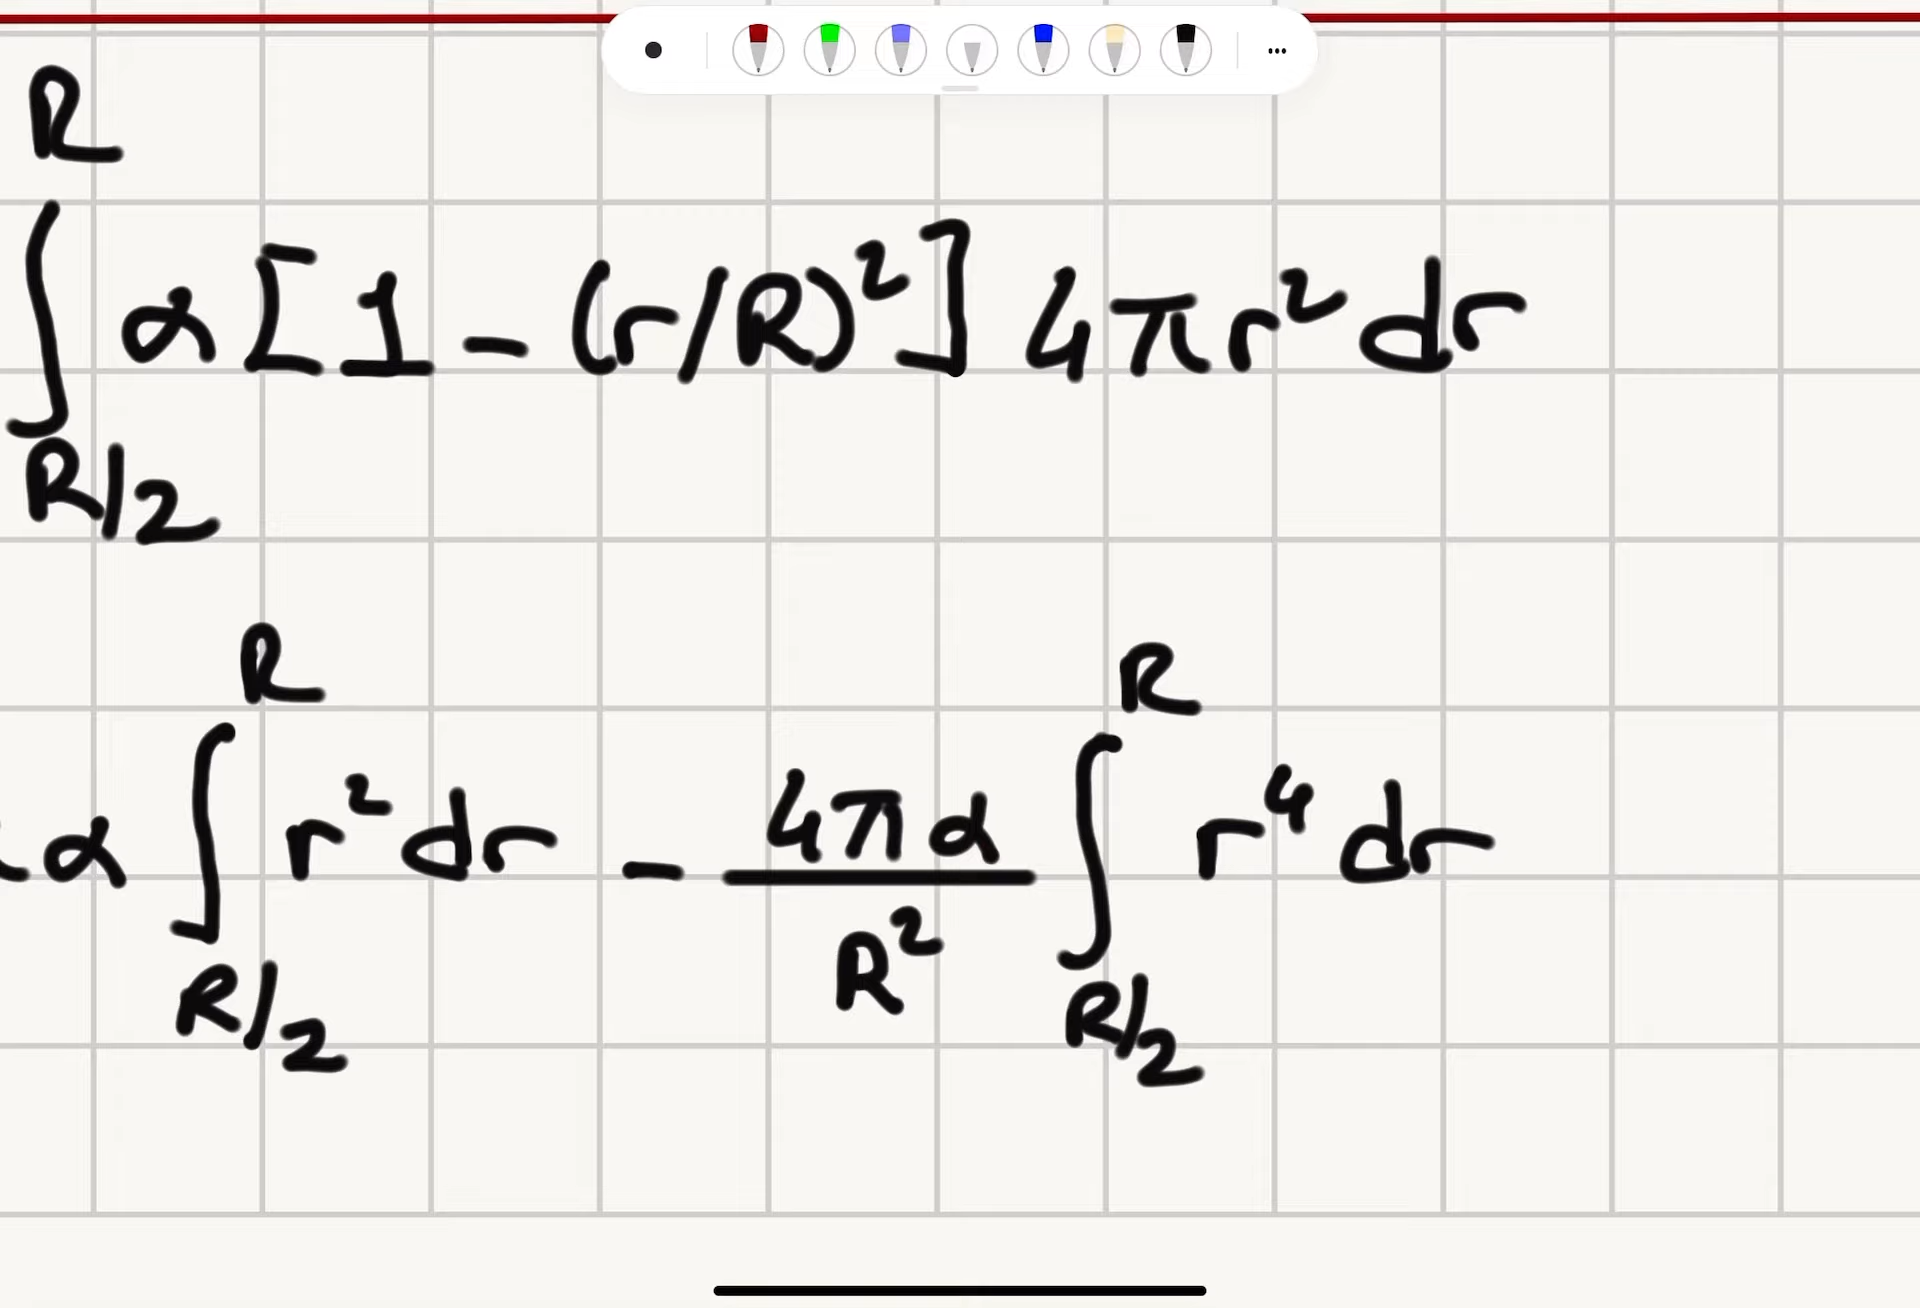 R
∫ α [1 - (r/R)²] 4πr² dr
R/2
R R
α ∫ r² dr - 4πα ∫ r⁴ dr
R/2 R² R/2